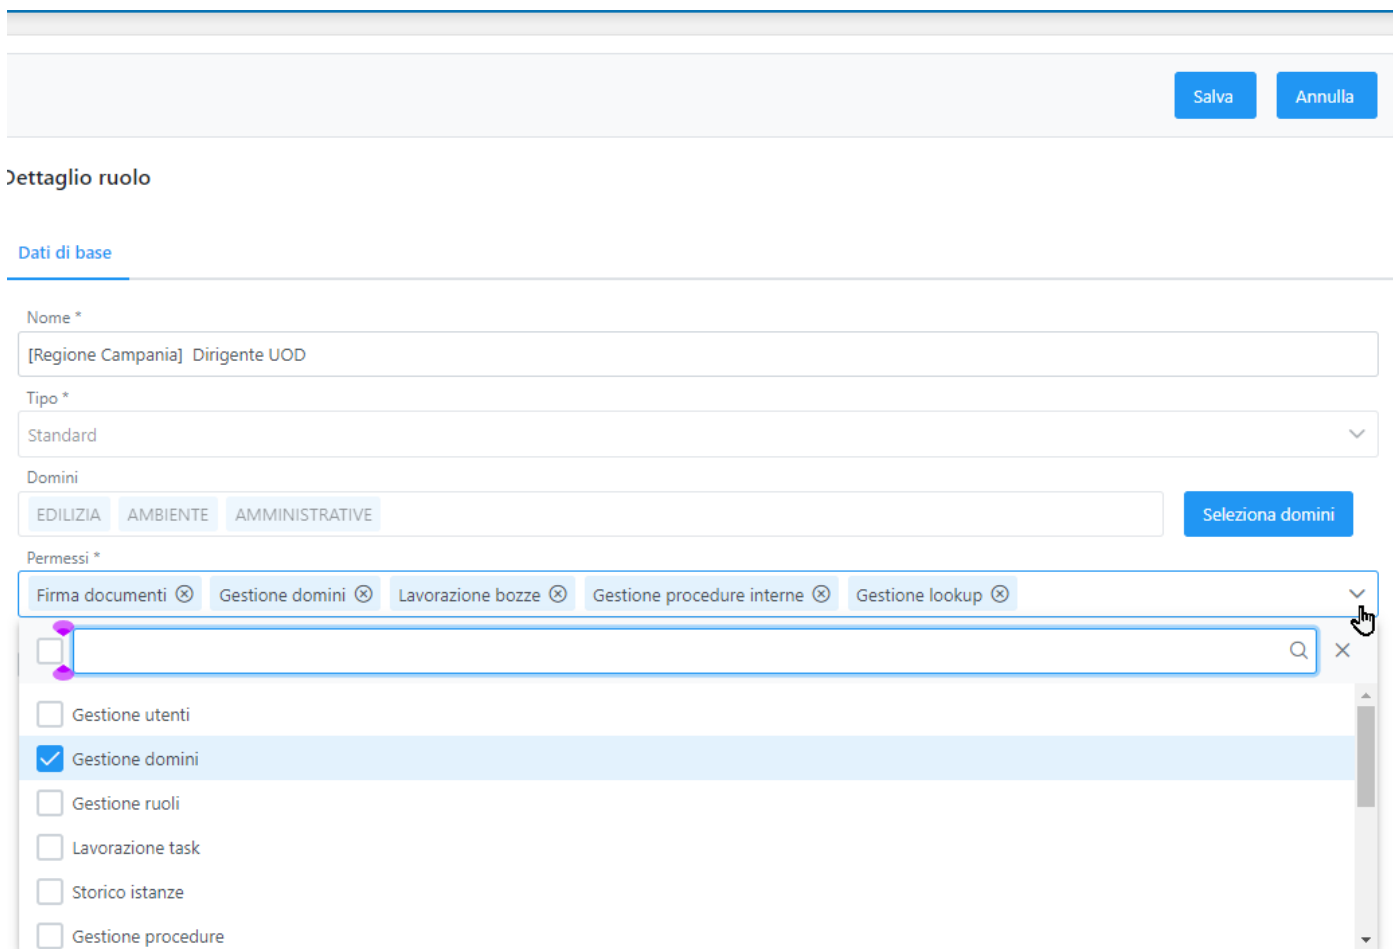 Salva Annulla
Dettaglio ruolo
Dati di base
Nome *
[Regione Campania] Dirigente UOD
Tipo *
Standard
Domini
EDILIZIA AMBIENTE AMMINISTRATIVE
Seleziona domini
Permessi *
Firma documenti Gestione domini Lavorazione bozze Gestione procedure interne Gestione lookup
Gestione utenti
Gestione domini
Gestione ruoli
Lavorazione task
Storico istanze
Gestione procedure